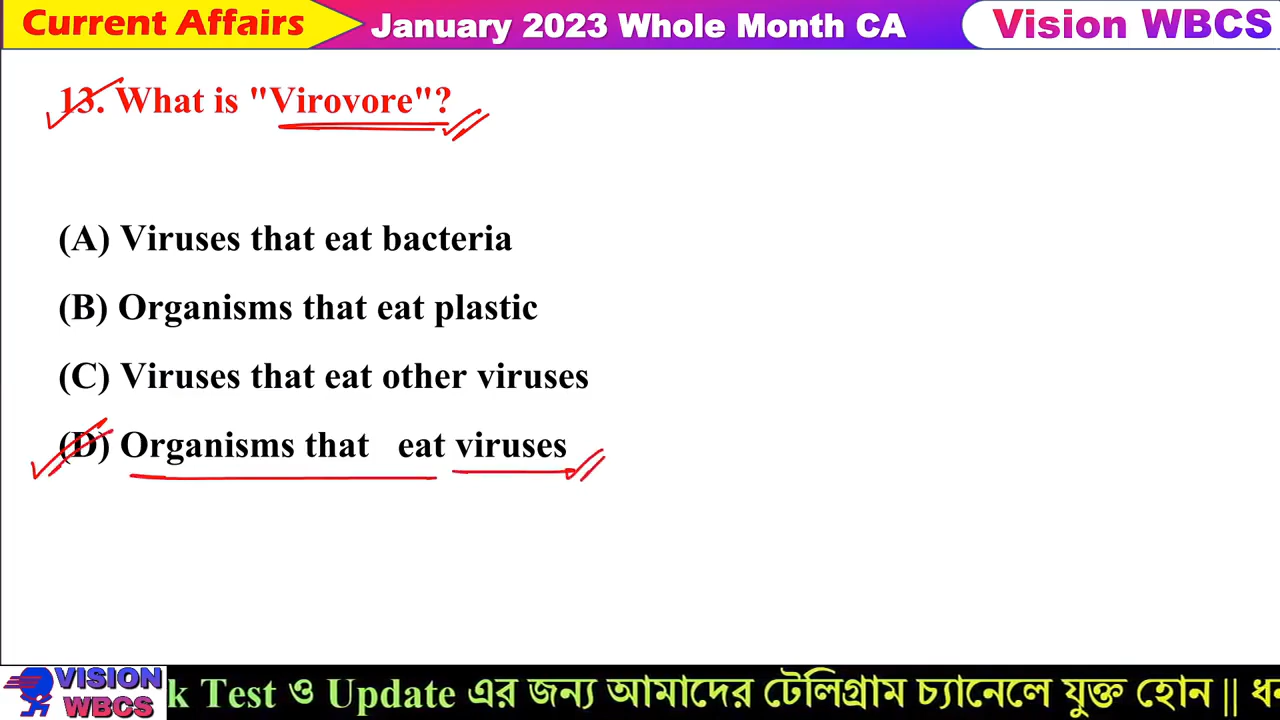 Current Affairs
January 2023 Whole Month CA
Vision WBCS
13. What is "Virovore"?
(A) Viruses that eat bacteria
(B) Organisms that eat plastic
(C) Viruses that eat other viruses
(D) Organisms that eat viruses
VISION
WBCS
k Test ও Update এর জন্য আমাদের টেলিগ্রাম চ্যানেলে যুক্ত হোন || ধ